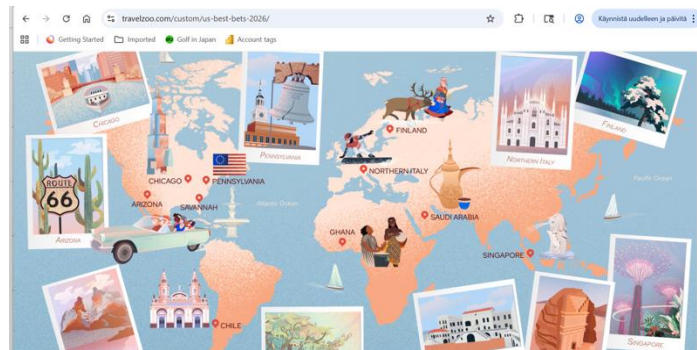 travelzoo.com/custom/us-best-bets-2026/
Käynnistä uudelleen ja päivitä
Getting Started
Imported
Golf in Japan
Account tags
CHICAGO
PENNSYLVANIA
NORTHERN ITALY
FINLAND
FINLAND
ROUTE
66
ARIZONA
CHICAGO
PENNSYLVANIA
ARIZONA
SAVANNAH
Atlantic Ocean
NORTHERN ITALY
SAUDI ARABIA
Pacific Ocean
GHANA
SINGAPORE
CHILE
SINGAPORE